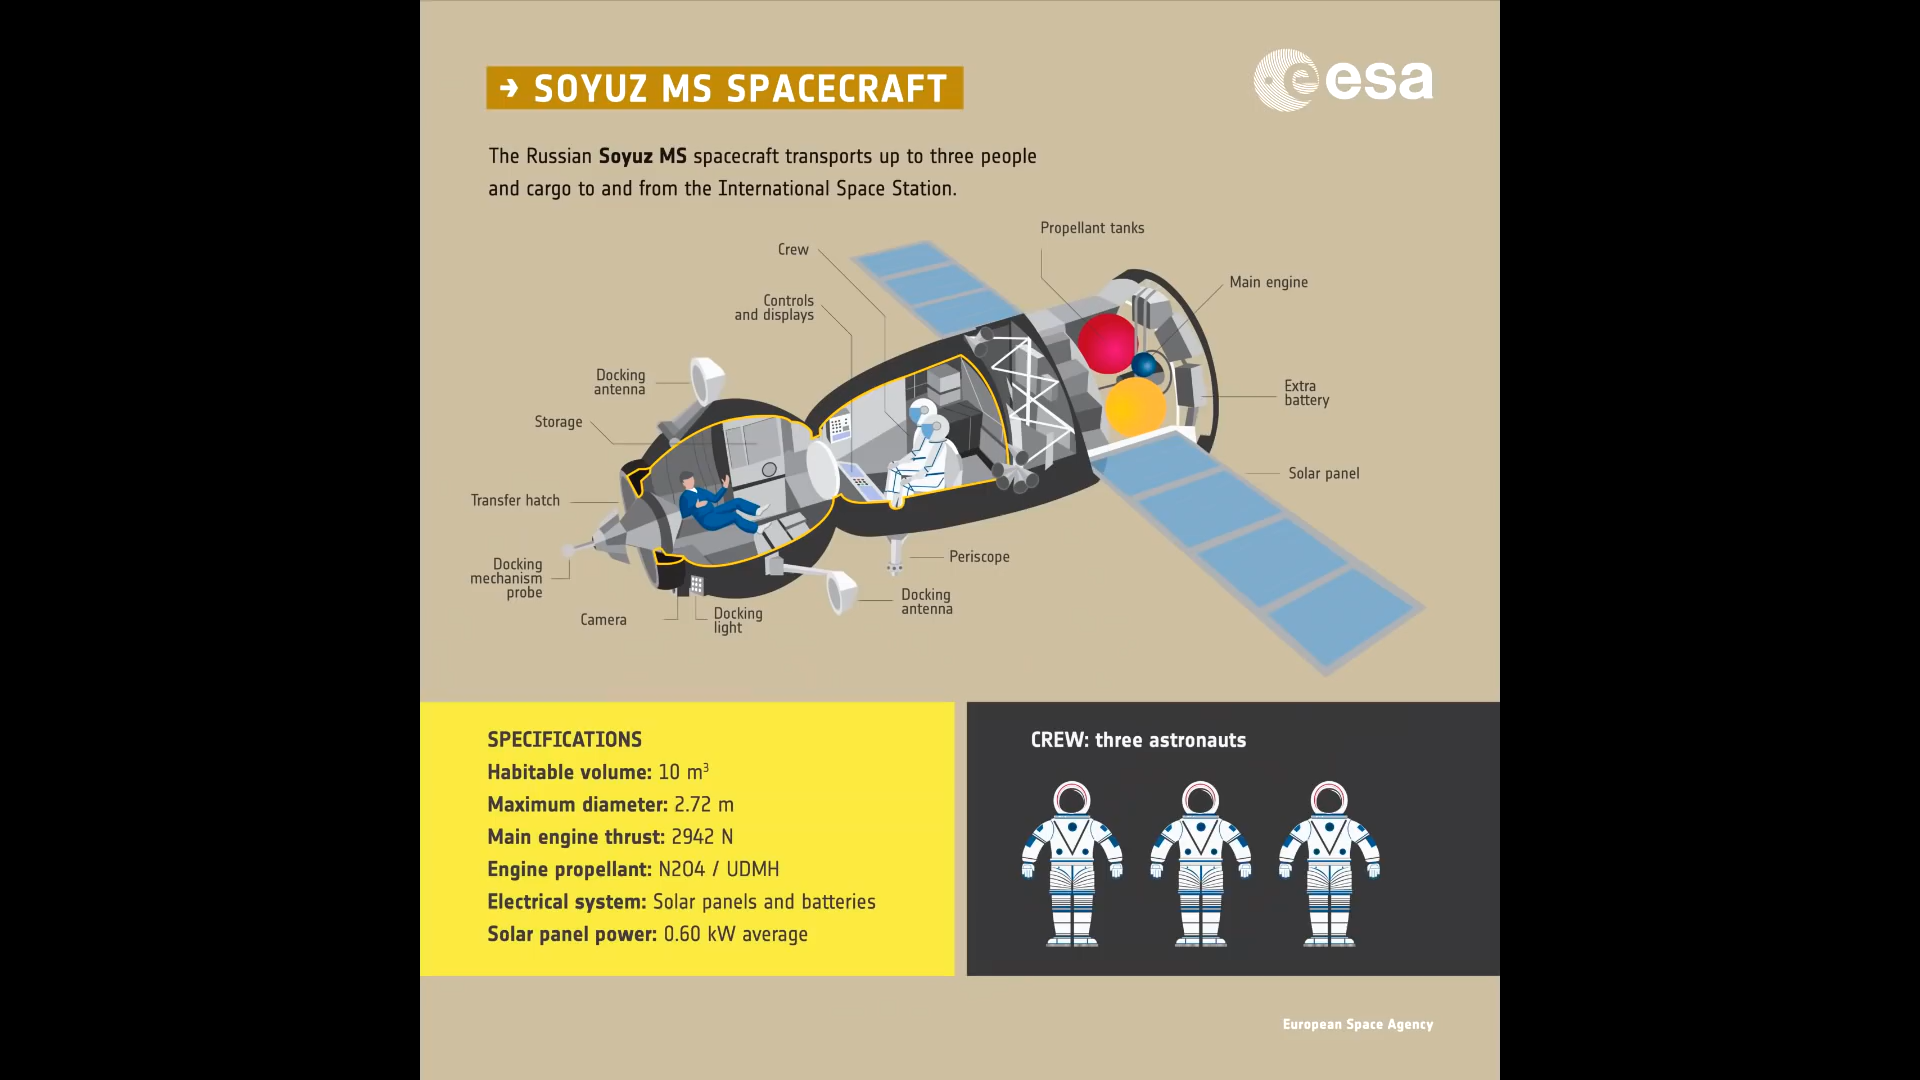 → SOYUZ MS SPACECRAFT
esa
The Russian Soyuz MS spacecraft transports up to three people
and cargo to and from the International Space Station.
Propellant tanks
Crew
Main engine
Controls
and displays
Docking
antenna
Extra
battery
Storage
Solar panel
Transfer hatch
Periscope
Docking
mechanism
probe
Docking
antenna
Camera
Docking
light
SPECIFICATIONS
Habitable volume: 10 m³
Maximum diameter: 2.72 m
Main engine thrust: 2942 N
Engine propellant: N2O4 / UDMH
Electrical system: Solar panels and batteries
Solar panel power: 0.60 kW average
CREW: three astronauts
European Space Agency